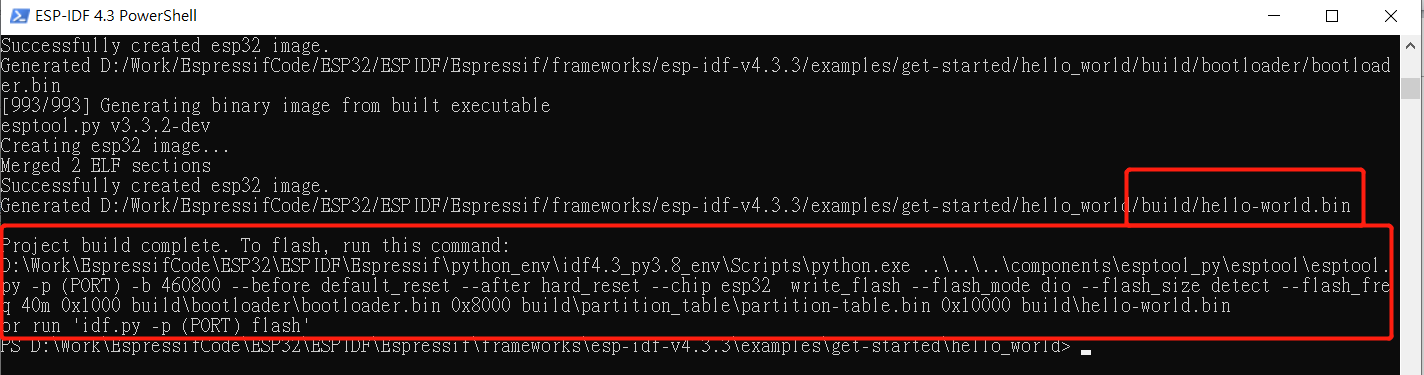 ESP-IDF 4.3 PowerShell
Successfully created esp32 image.
Generated D:/Work/EspressifCode/ESP32/ESPIDF/Espressif/frameworks/esp-idf-v4.3.3/examples/get-started/hello_world/build/bootloader/bootload
er.bin
[993/993] Generating binary image from built executable
esptool.py v3.3.2-dev
Creating esp32 image...
Merged 2 ELF sections
Successfully created esp32 image.
Generated D:/Work/EspressifCode/ESP32/ESPIDF/Espressif/frameworks/esp-idf-v4.3.3/examples/get-started/hello_world/build/hello-world.bin
Project build complete. To flash, run this command:
D:\Work\EspressifCode\ESP32\ESPIDF\Espressif\python_env\idf4.3_py3.8_env\Scripts\python.exe ..\..\..\components\esptool_py\esptool\esptool.
py -p (PORT) -b 460800 --before default_reset --after hard_reset --chip esp32  write_flash --flash_mode dio --flash_size detect --flash_fre
q 40m 0x1000 build\bootloader\bootloader.bin 0x8000 build\partition_table\partition-table.bin 0x10000 build\hello-world.bin
or run 'idf.py -p (PORT) flash'
PS D:\Work\EspressifCode\ESP32\ESPIDF\Espressif\frameworks\esp-idf-v4.3.3\examples\get-started\hello_world>